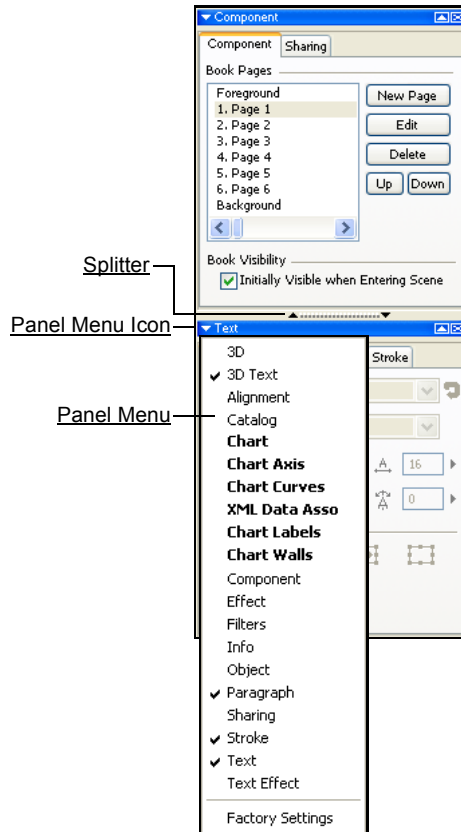 Component
Component Sharing
Book Pages
Foreground
New Page
1. Page 1
2. Page 2
Edit
3. Page 3
4. Page 4
Delete
5. Page 5
6. Page 6
Up Down
Background
Book Visibility
Initially Visible when Entering Scene
Splitter
Panel Menu Icon
Text
3D
Stroke
3D Text
Alignment
Panel Menu
Catalog
Chart
Chart Axis
A 16
Chart Curves
XML Data Asso
A 0
Chart Labels
Chart Walls
Component
Effect
Filters
Info
Object
Paragraph
Sharing
Stroke
Text
Text Effect
Factory Settings